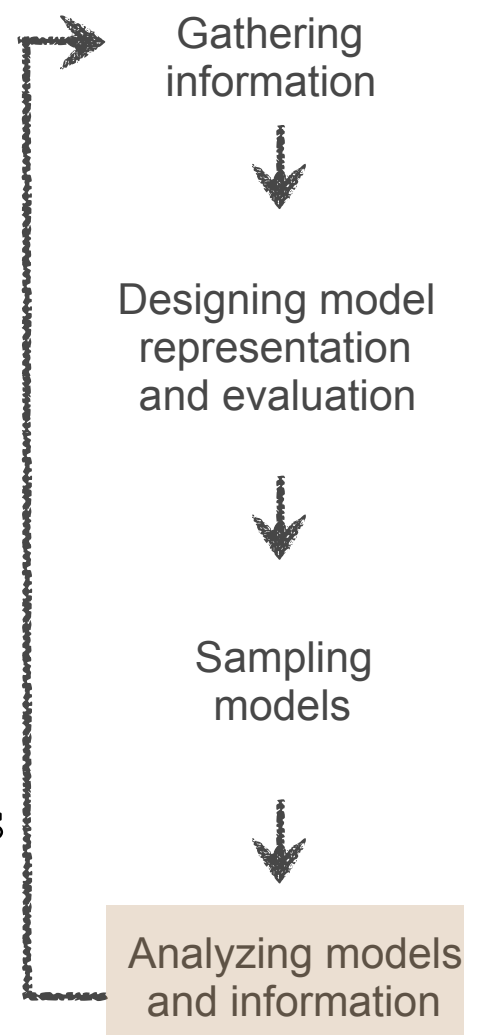 Gathering
information
Designing model
representation
and evaluation
Sampling
models
Analyzing models
and information